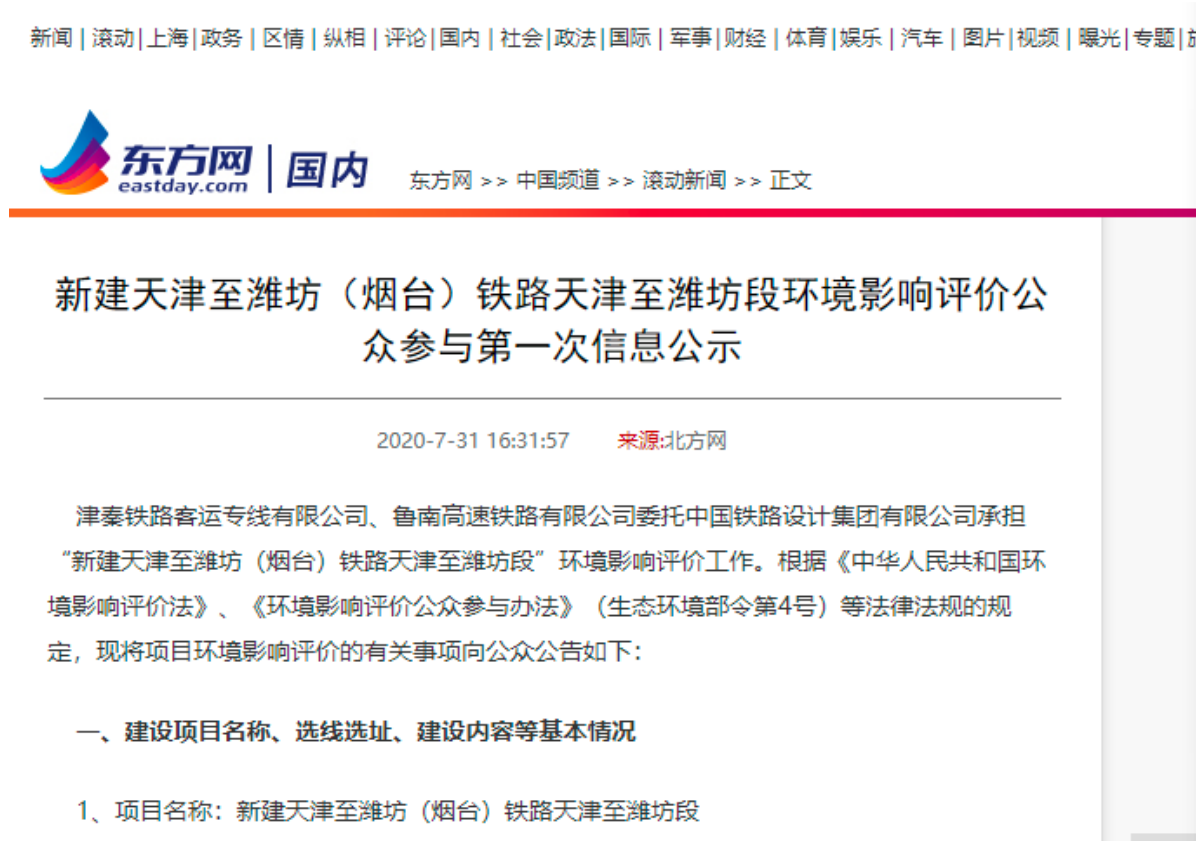 新闻 | 滚动 | 上海 | 政务 | 区情 | 纵相 | 评论 | 国内 | 社会 | 政法 | 国际 | 军事 | 财经 | 体育 | 娱乐 | 汽车 | 图片 | 视频 | 曝光 | 专题 |
东方网 | 国内
eastday.com
东方网 >> 中国频道 >> 滚动新闻 >> 正文
新建天津至潍坊（烟台）铁路天津至潍坊段环境影响评价公
众参与第一次信息公示
2020-7-31 16:31:57 来源:北方网
津秦铁路客运专线有限公司、鲁南高速铁路有限公司委托中国铁路设计集团有限公司承担
“新建天津至潍坊（烟台）铁路天津至潍坊段”环境影响评价工作。根据《中华人民共和国环
境影响评价法》、《环境影响评价公众参与办法》（生态环境部令第4号）等法律法规的规
定，现将项目环境影响评价的有关事项向公众公告如下：
一、建设项目名称、选线选址、建设内容等基本情况
1、项目名称：新建天津至潍坊（烟台）铁路天津至潍坊段